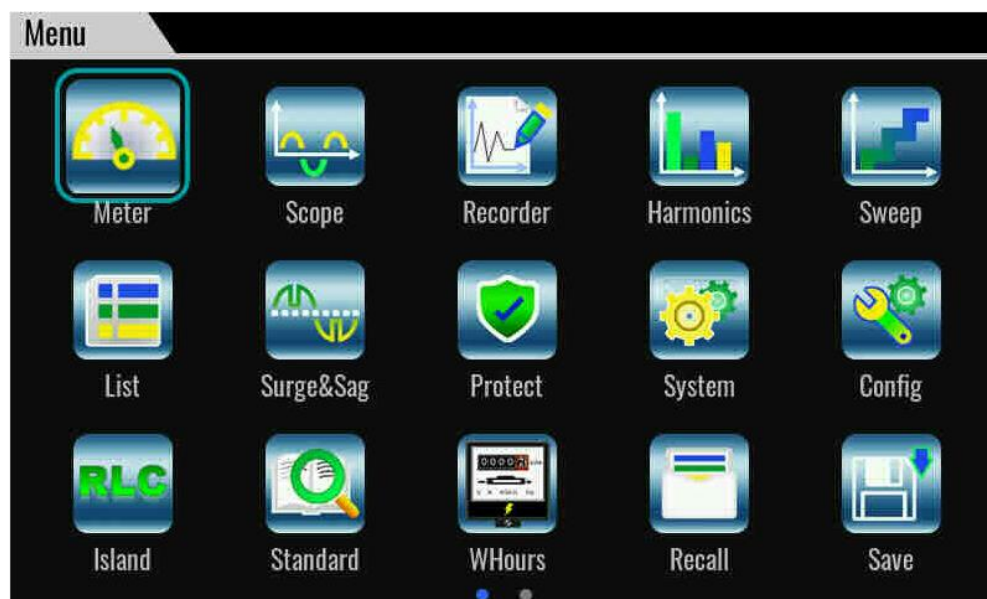 Menu
Meter Scope Recorder Harmonics Sweep
List Surge&Sag Protect System Config
RLC
Island Standard WHours Recall Save